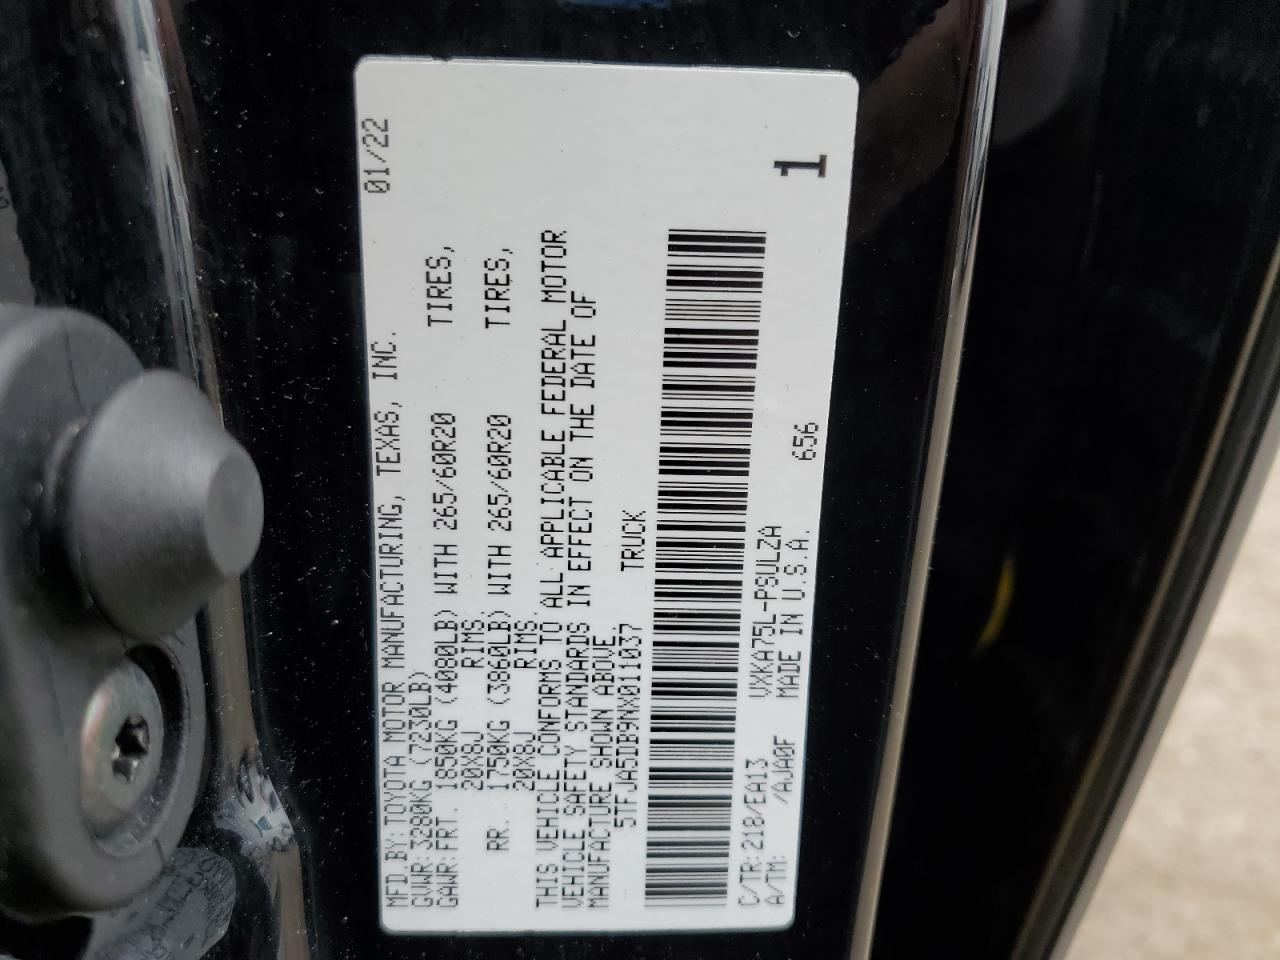 MFD.BY: TOYOTA MOTOR MANUFACTURING, TEXAS, INC. 01/22
GVWR: 3280KG (7230LB)
GAWR: FRT. 1850KG (4080LB) WITH 265/60R20 TIRES,
20X8J RIMS,
RR. 1750KG (3860LB) WITH 265/60R20 TIRES,
20X8J RIMS.
THIS VEHICLE CONFORMS TO ALL APPLICABLE FEDERAL MOTOR
VEHICLE SAFETY STANDARDS IN EFFECT ON THE DATE OF
MANUFACTURE SHOWN ABOVE.
5TFJA5DB9NX011037 TRUCK
1
C/TR: 218/EA13 VXKA75L-PSULZA
A/TM: /AJA0F MADE IN U.S.A. 656